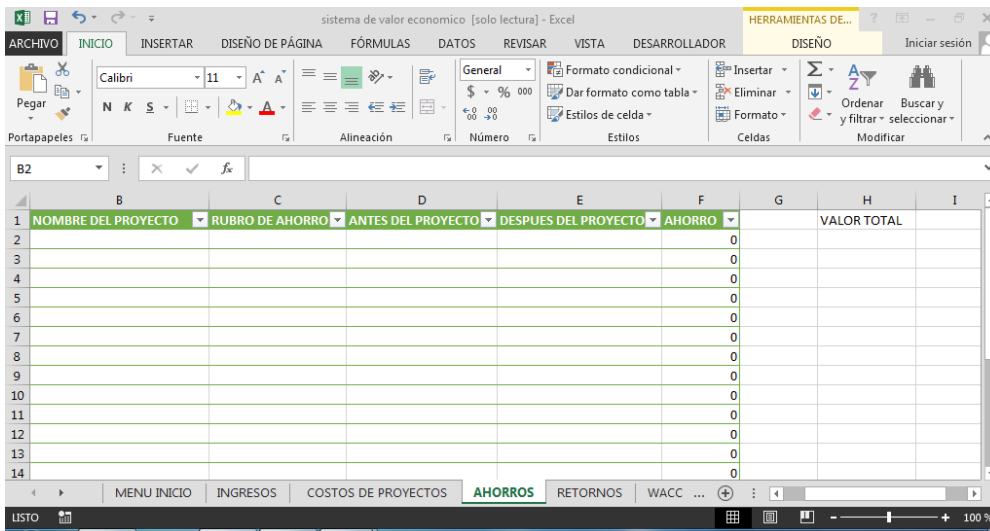 sistema de valor economico [solo lectura] - Excel
HERRAMIENTAS DE...
ARCHIVO INICIO INSERTAR DISEÑO DE PÁGINA FÓRMULAS DATOS REVISAR VISTA DESARROLLADOR DISEÑO Iniciar sesión
Pegar
Calibri 11
N K S
General
$ % 000
Formato condicional
Dar formato como tabla
Estilos de celda
Insertar
Eliminar
Formato
Ordenar y filtrar
Buscar y seleccionar
Portapapeles Fuente Alineación Número Estilos Celdas Modificar
B2 fx
B C D E F G H I
1 NOMBRE DEL PROYECTO RUBRO DE AHORRO ANTES DEL PROYECTO DESPUES DEL PROYECTO AHORRO VALOR TOTAL
2 0
3 0
4 0
5 0
6 0
7 0
8 0
9 0
10 0
11 0
12 0
13 0
14 0
MENU INICIO INGRESOS COSTOS DE PROYECTOS AHORROS RETORNOS WACC ...
LISTO 100 %